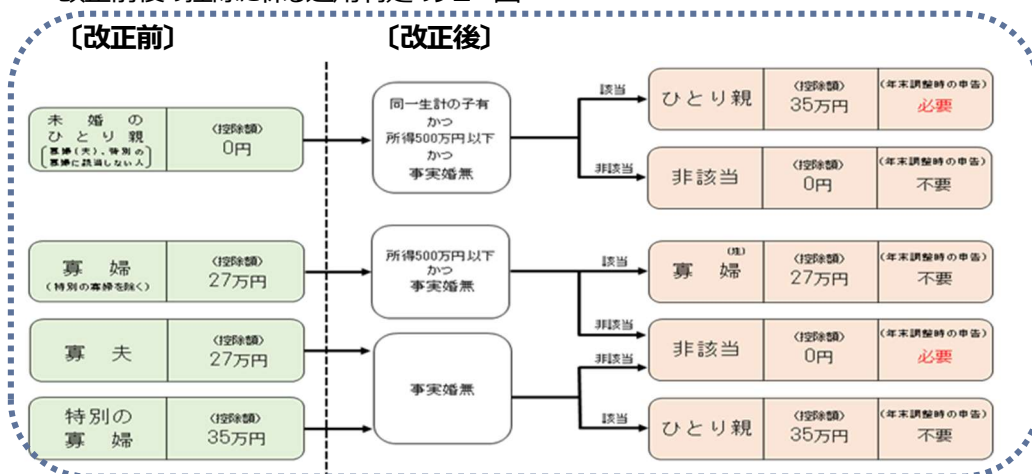 〔改正前〕
〔改正後〕
未婚の
ひとり親
寡婦(夫)、特別の
寡婦に該当しない人
〈控除額〉
0円
同一生計の子有
かつ
所得500万円以下
かつ
事実婚無
該当
ひとり親
〈控除額〉
35万円
(年末調整時の申告)
必要
非該当
非該当
〈控除額〉
0円
(年末調整時の申告)
不要
寡婦
(特別の寡婦を除く)
〈控除額〉
27万円
所得500万円以下
かつ
事実婚無
該当
寡婦
(注)
〈控除額〉
27万円
(年末調整時の申告)
不要
非該当
寡夫
〈控除額〉
27万円
事実婚無
非該当
非該当
〈控除額〉
0円
(年末調整時の申告)
必要
特別の
寡婦
〈控除額〉
35万円
該当
ひとり親
〈控除額〉
35万円
(年末調整時の申告)
不要